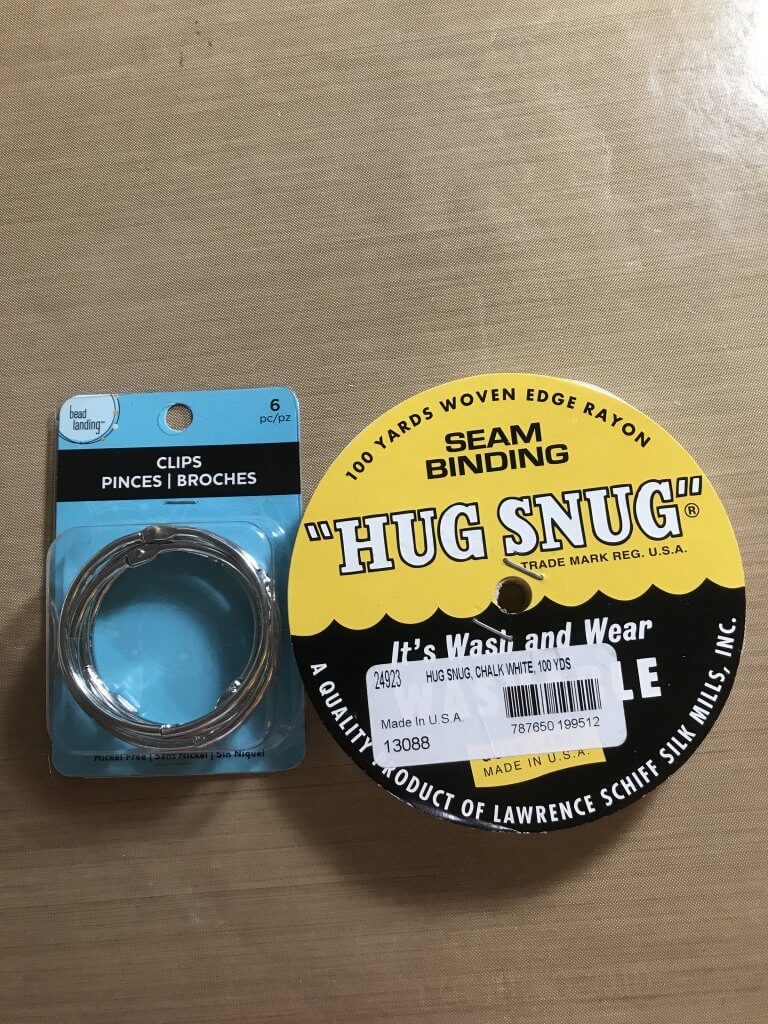 bead
landing™
6
pc/pz
CLIPS
PINCES | BROCHES
Nickel Free | Sans Nickel | Sin Niquel
100 YARDS WOVEN EDGE RAYON
SEAM
BINDING
"HUG SNUG"®
TRADE MARK REG. U.S.A.
It's Wash and Wear
LE
24923 HUG SNUG, CHALK WHITE, 100 YDS
Made In U.S.A.
13088
787650 199512
MADE IN U.S.A.
A QUALITY PRODUCT OF LAWRENCE SCHIFF SILK MILLS, INC.